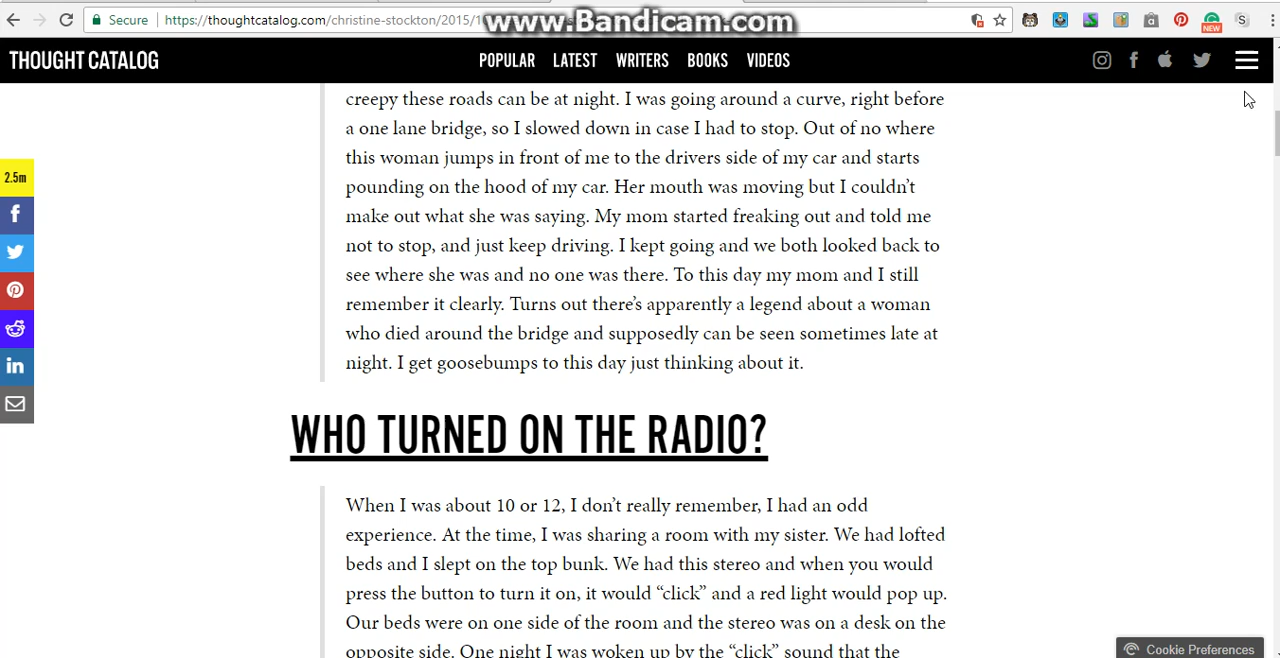 Secure
https://thoughtcatalog.com/christine-stockton/2015/1
www.Bandicam.com
NEW
THOUGHT CATALOG
POPULAR LATEST WRITERS BOOKS VIDEOS
creepy these roads can be at night. I was going around a curve, right before
a one lane bridge, so I slowed down in case I had to stop. Out of no where
this woman jumps in front of me to the drivers side of my car and starts
pounding on the hood of my car. Her mouth was moving but I couldn’t
make out what she was saying. My mom started freaking out and told me
not to stop, and just keep driving. I kept going and we both looked back to
see where she was and no one was there. To this day my mom and I still
remember it clearly. Turns out there’s apparently a legend about a woman
who died around the bridge and supposedly can be seen sometimes late at
night. I get goosebumps to this day just thinking about it.
2.5m
WHO TURNED ON THE RADIO?
When I was about 10 or 12, I don’t really remember, I had an odd
experience. At the time, I was sharing a room with my sister. We had lofted
beds and I slept on the top bunk. We had this stereo and when you would
press the button to turn it on, it would “click” and a red light would pop up.
Our beds were on one side of the room and the stereo was on a desk on the
opposite side. One night I was woken up by the “click” sound that the
Cookie Preferences